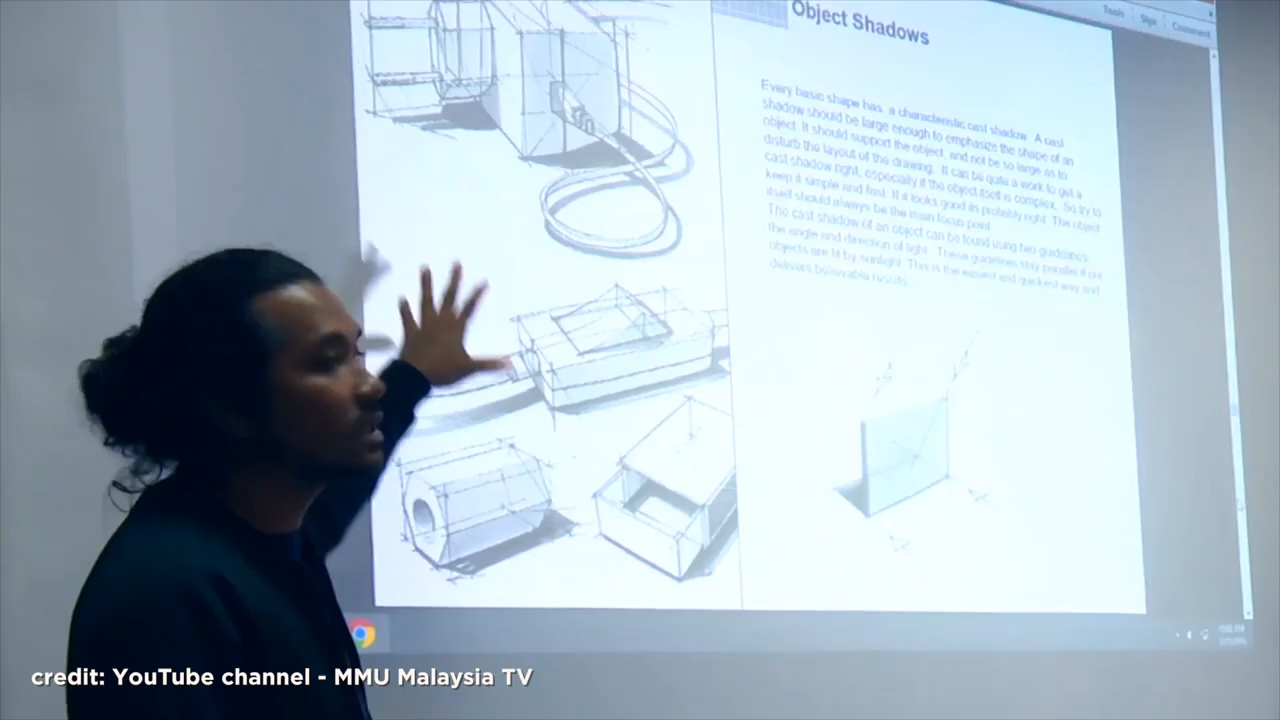 Tools Sign Comment
Object Shadows
Every basic shape has a characteristic cast shadow. A cast
shadow should be large enough to emphasize the shape of an
object. It should support the object, and not be so large as to
disturb the layout of the drawing. It can be quite a work to get a
cast shadow right, especially if the object itself is complex. So try to
keep it simple and fast. If it looks good its probably right. The object
itself should always be the main focus point.
The cast shadow of an object can be found using two guidelines
the angle and direction of light. These guidelines stay parallel if our
objects are lit by sunlight. This is the easiest and quickest way and
delivers believable results.
credit: YouTube channel - MMU Malaysia TV